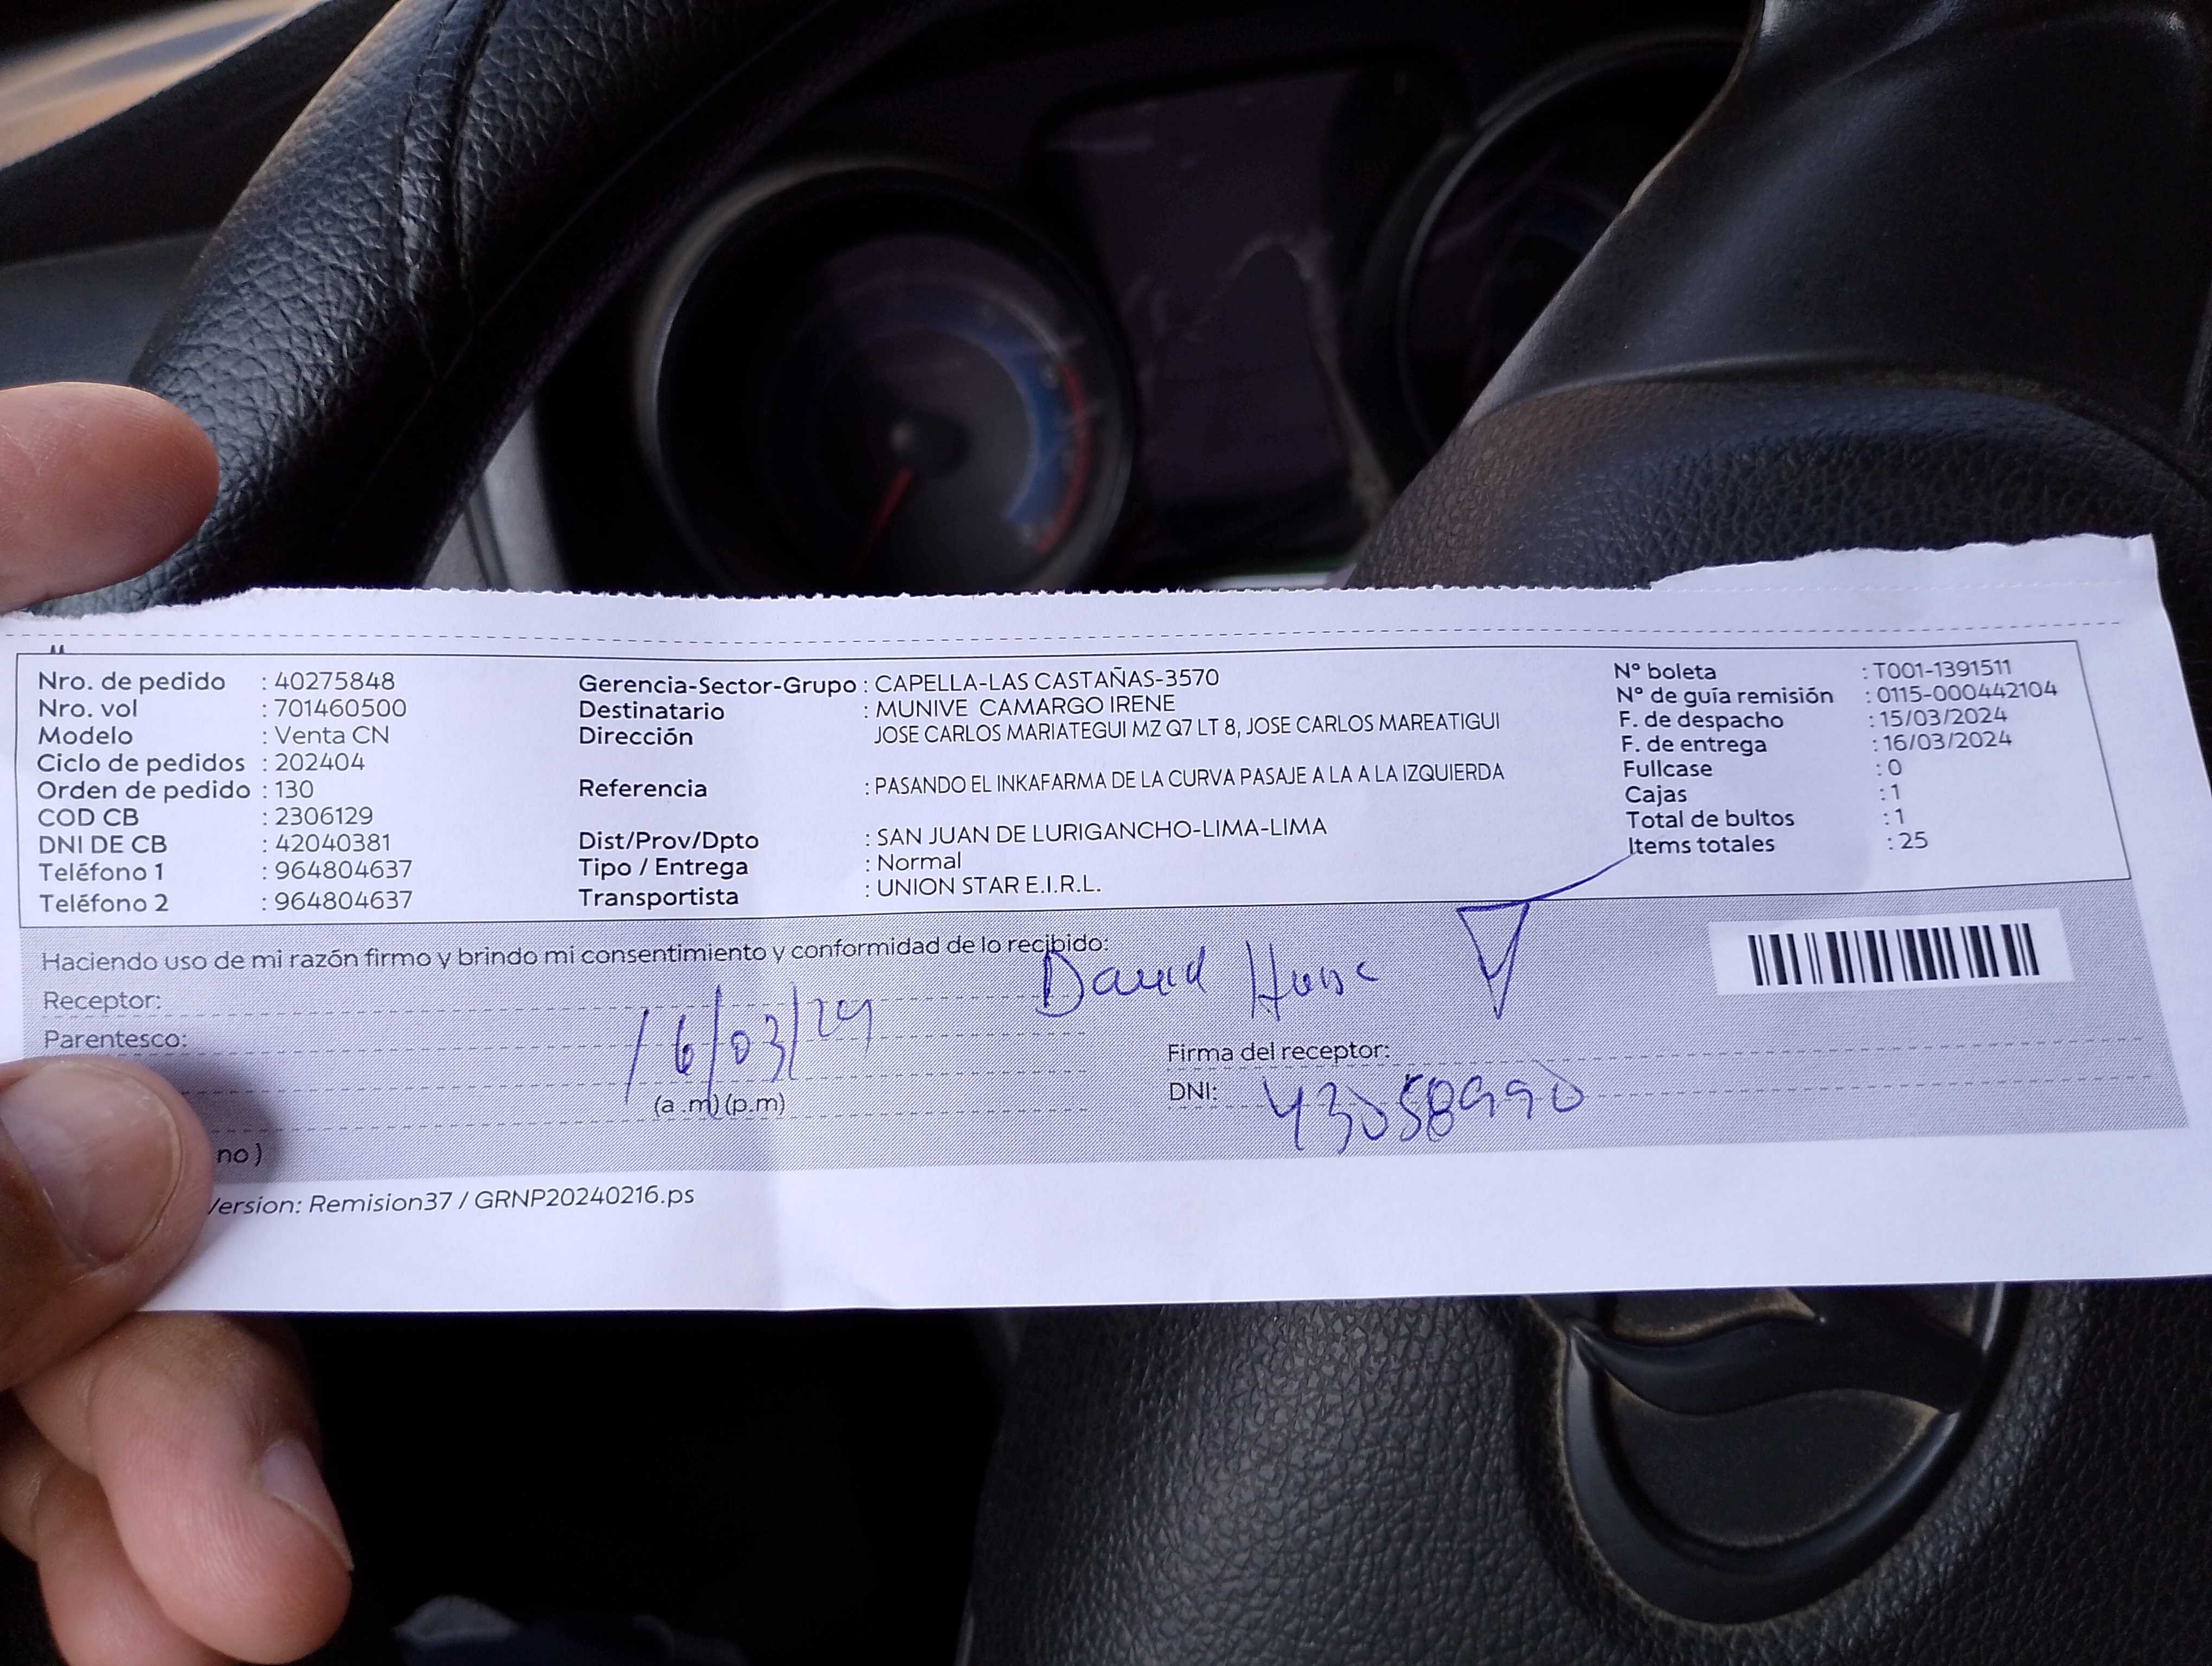 Nro. de pedido : 40275848
Nro. vol : 701460500
Modelo : Venta CN
Ciclo de pedidos : 202404
Orden de pedido : 130
COD CB : 2306129
DNI DE CB : 42040381
Teléfono 1 : 964804637
Teléfono 2 : 964804637
Gerencia-Sector-Grupo : CAPELLA-LAS CASTAÑAS-3570
Destinatario : MUNIVE CAMARGO IRENE
Dirección JOSE CARLOS MARIATEGUI MZ Q7 LT 8, JOSE CARLOS MAREATIGUI
Referencia : PASANDO EL INKAFARMA DE LA CURVA PASAJE A LA A LA IZQUIERDA
Dist/Prov/Dpto : SAN JUAN DE LURIGANCHO-LIMA-LIMA
Tipo / Entrega : Normal
Transportista : UNION STAR E.I.R.L.
N° boleta : T001-1391511
N° de guía remisión : 0115-000442104
F. de despacho : 15/03/2024
F. de entrega : 16/03/2024
Fullcase : 0
Cajas : 1
Total de bultos : 1
Items totales : 25
Haciendo uso de mi razón firmo y brindo mi consentimiento y conformidad de lo recibido:
David
Receptor:
16/03/24
Parentesco:
Firma del receptor:
(a .m) (p.m)
DNI: 43058990
no )
Version: Remision37 / GRNP20240216.ps